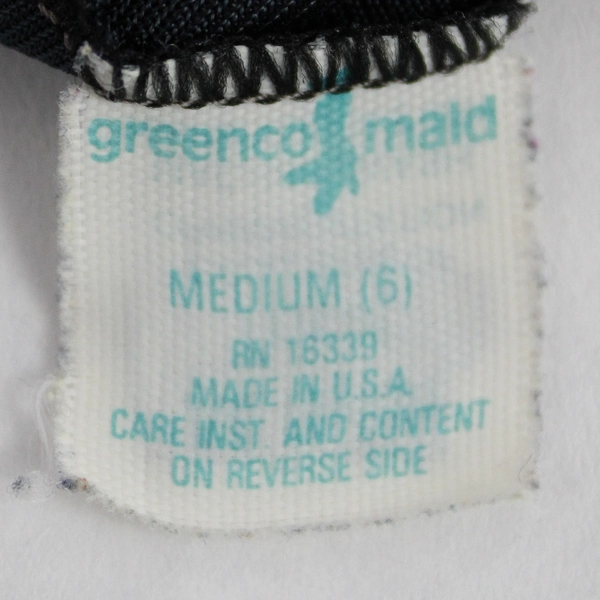 greenco maid
MEDIUM (6)
RN 16339
MADE IN U.S.A.
CARE INST. AND CONTENT
ON REVERSE SIDE